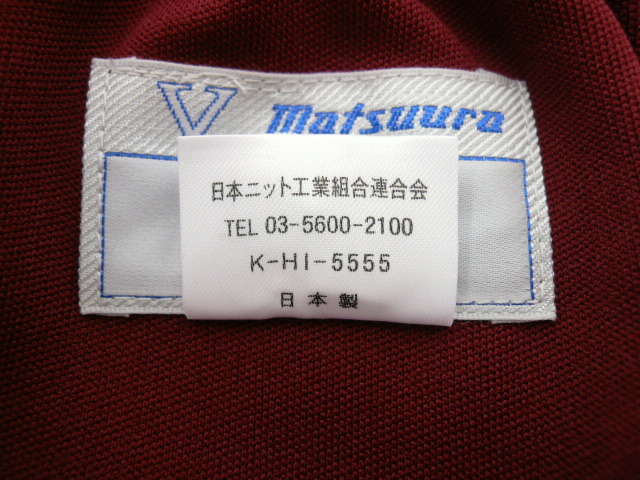 Matsuura
日本ニット工業組合連合会
TEL 03-5600-2100
K-HI-5555
日本製